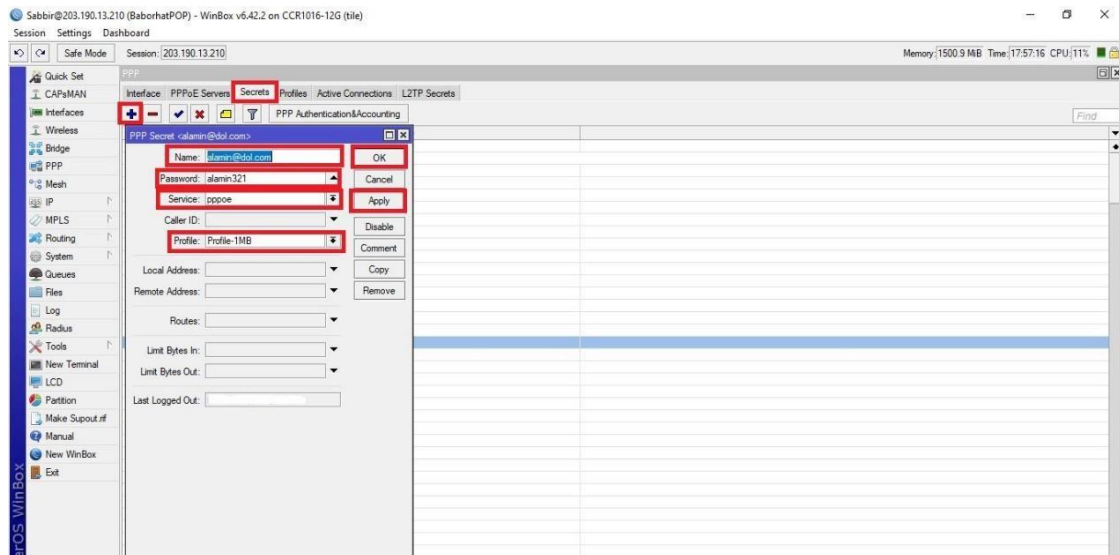 Sabbir@203.190.13.210 (BaborhatPOP) - WinBox v6.42.2 on CCR1016-12G (tile)
Session Settings Dashboard
Safe Mode Session: 203.190.13.210 Memory: 1500.9 MiB Time: 17:57:16 CPU: 11%
Quick Set
CAPsMAN
Interfaces
Wireless
Bridge
PPP
Mesh
IP
MPLS
Routing
System
Queues
Files
Log
Radius
Tools
New Terminal
LCD
Partition
Make Supout.rif
Manual
New WinBox
Exit
PPP
Interface PPPoE Servers Secrets Profiles Active Connections L2TP Secrets
PPP Authentication&Accounting Find
PPP Secret <alamin@dol.com>
Name: alamin@dol.com
Password: alamin321
Service: pppoe
Caller ID:
Profile: Profile-1MB
Local Address:
Remote Address:
Routes:
Limit Bytes In:
Limit Bytes Out:
Last Logged Out:
OK
Cancel
Apply
Disable
Comment
Copy
Remove
erOS WinBox